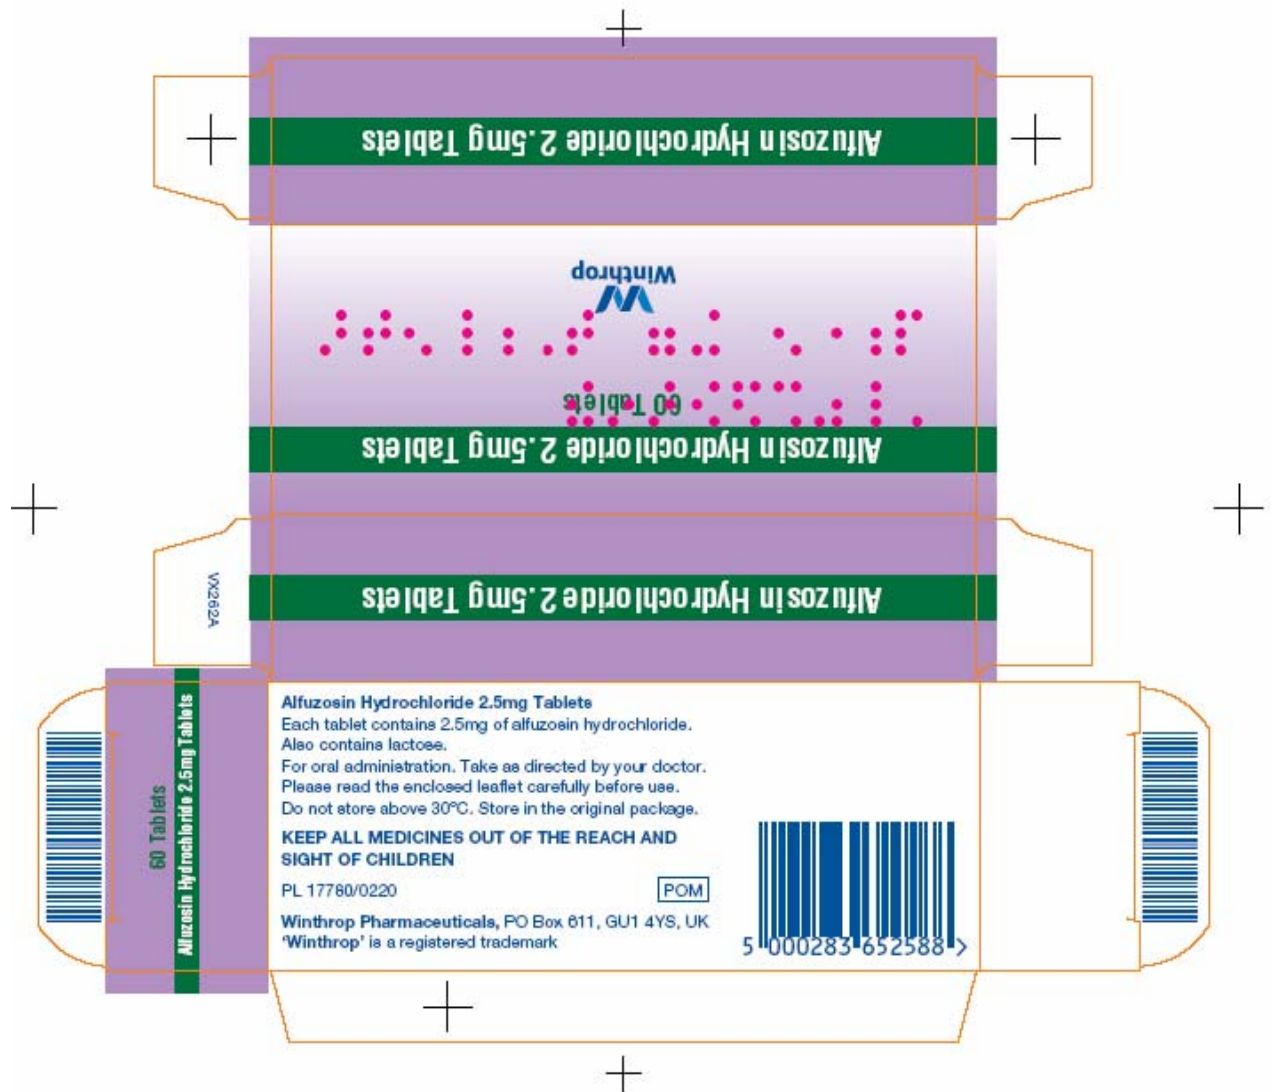 Alfuzosin Hydrochloride 2.5mg Tablets
Winthrop
60 Tablets
Alfuzosin Hydrochloride 2.5mg Tablets
Alfuzosin Hydrochloride 2.5mg Tablets
VX262A
60 Tablets
Alfuzosin Hydrochloride 2.5mg Tablets
Alfuzosin Hydrochloride 2.5mg Tablets
Each tablet contains 2.5mg of alfuzosin hydrochloride.
Also contains lactose.
For oral administration. Take as directed by your doctor.
Please read the enclosed leaflet carefully before use.
Do not store above 30°C. Store in the original package.
KEEP ALL MEDICINES OUT OF THE REACH AND
SIGHT OF CHILDREN
PL 17780/0220
POM
Winthrop Pharmaceuticals, PO Box 611, GU1 4YS, UK
'Winthrop' is a registered trademark
5 000283 652588 >